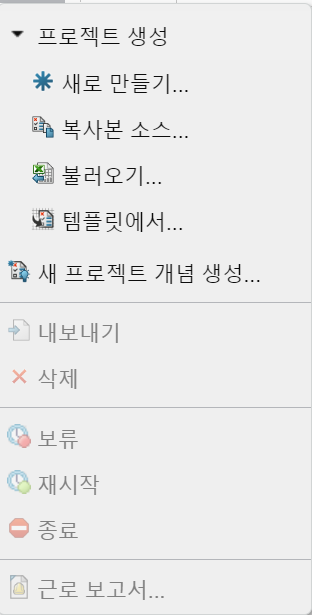 프로젝트 생성
새로 만들기...
복사본 소스...
불러오기...
템플릿에서...
새 프로젝트 개념 생성...
내보내기
삭제
보류
재시작
종료
근로 보고서...